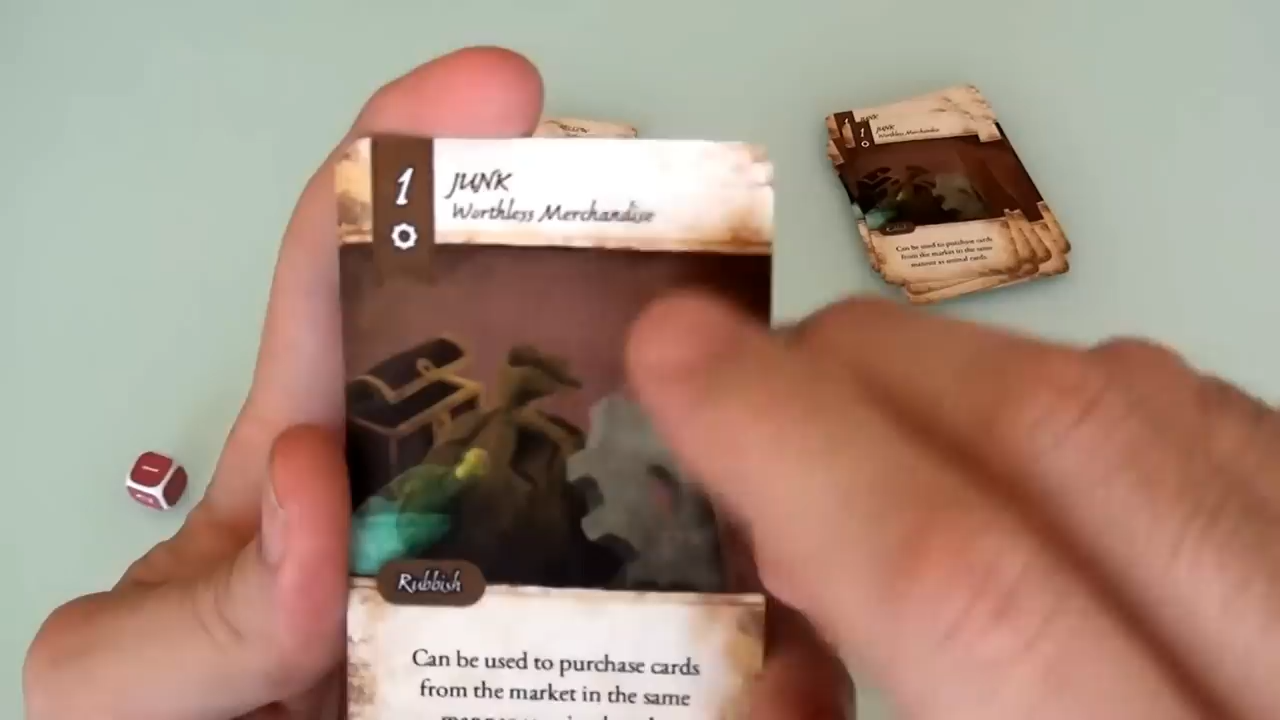 1
JUNK
Worthless Merchandise
Rubbish
Can be used to purchase cards
from the market in the same
1
JUNK
Worthless Merchandise
Can be used to purchase cards
from the market in the same
manner as animal cards.